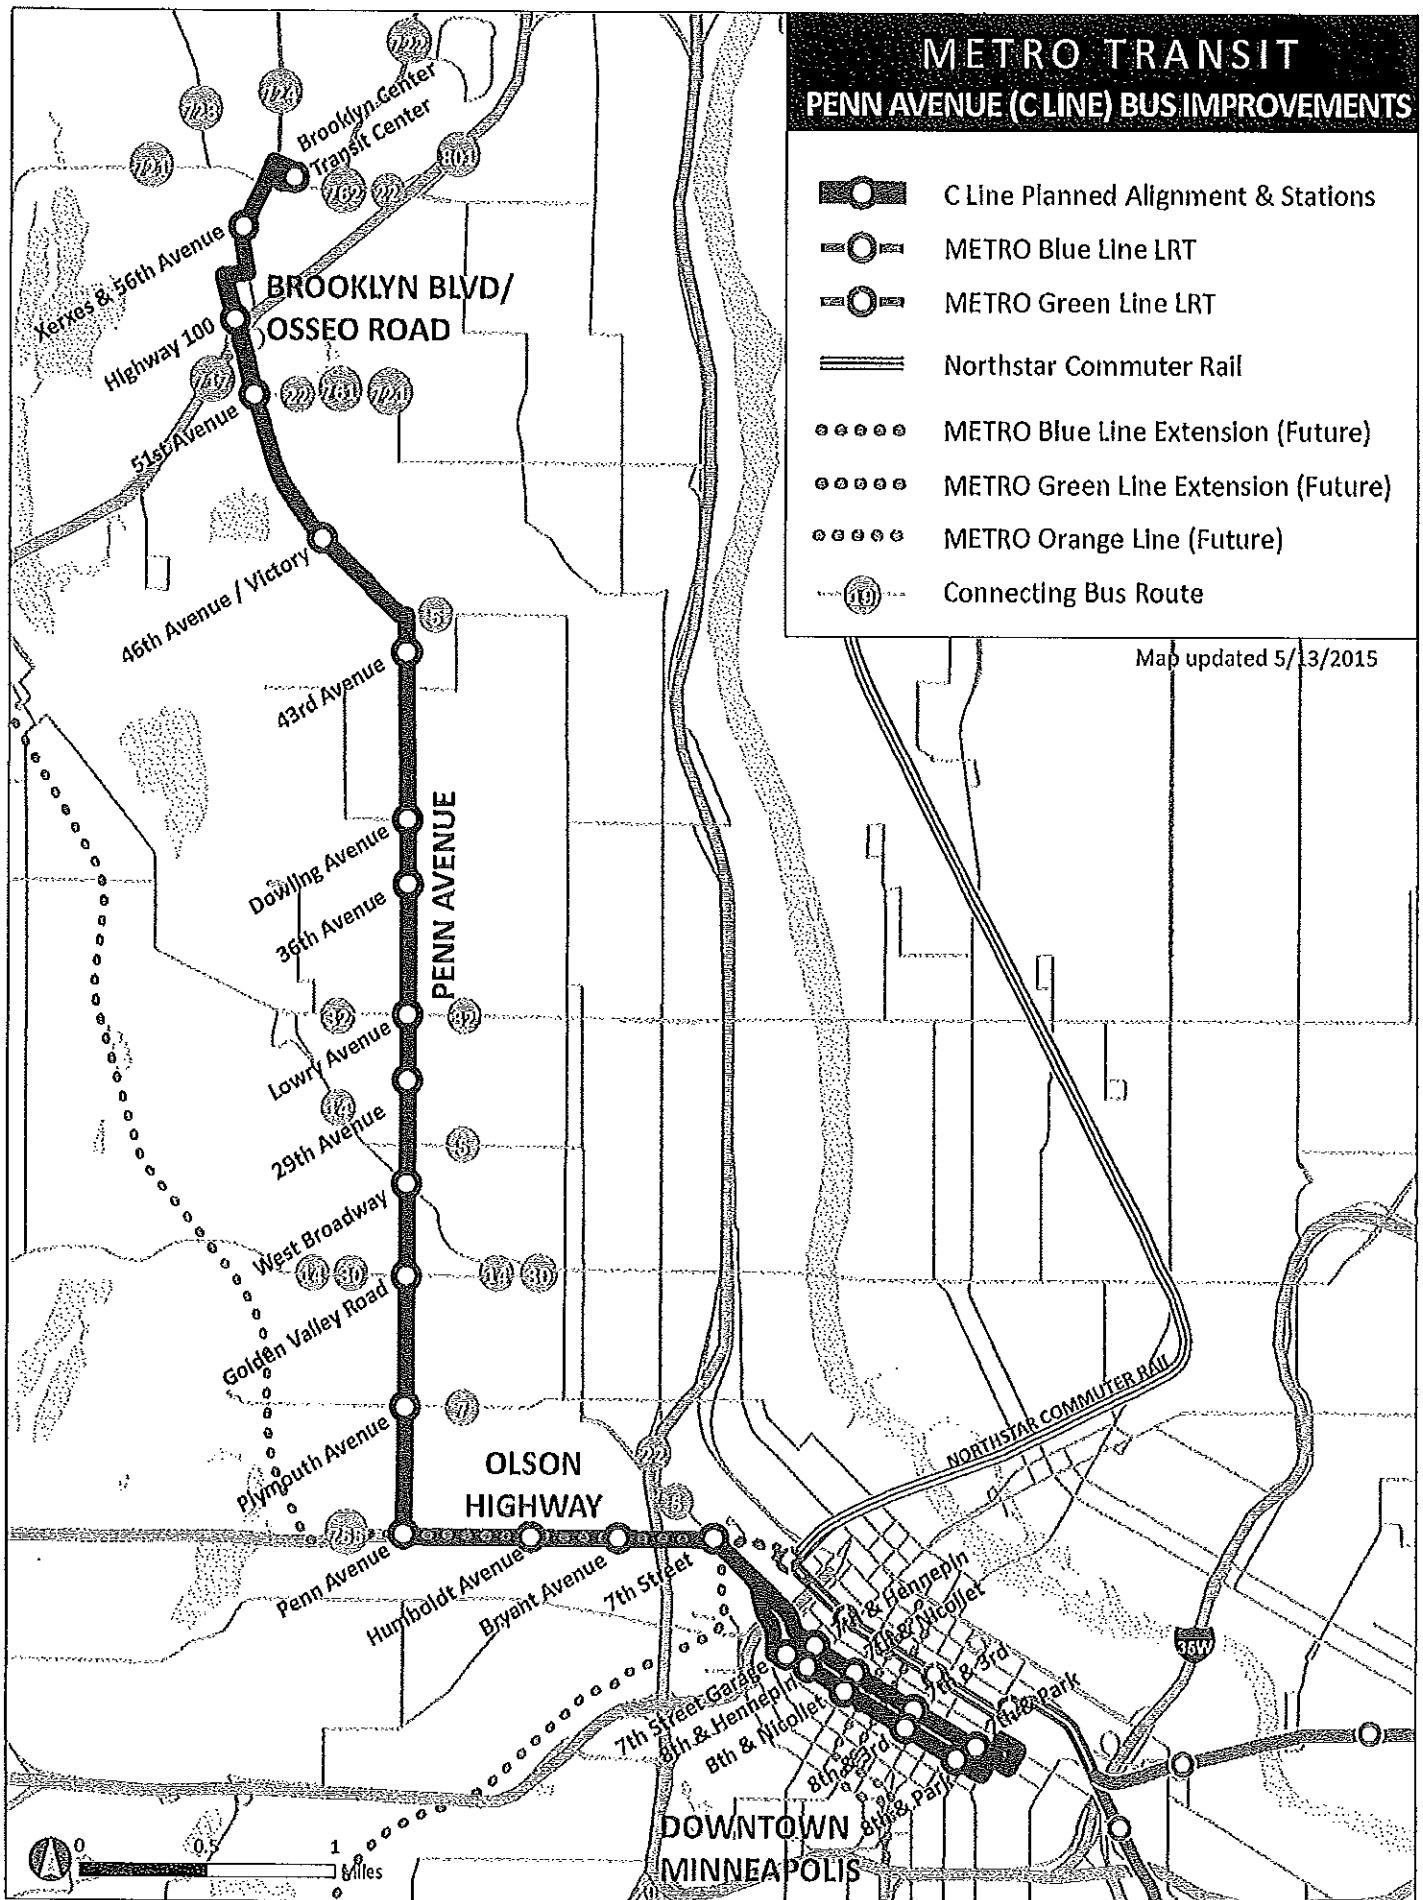 METRO TRANSIT
PENN AVENUE (C LINE) BUS IMPROVEMENTS
C Line Planned Alignment & Stations
METRO Blue Line LRT
METRO Green Line LRT
Northstar Commuter Rail
METRO Blue Line Extension (Future)
METRO Green Line Extension (Future)
METRO Orange Line (Future)
19
Connecting Bus Route
Map updated 5/13/2015
722
724
723
Brooklyn Center
Transit Center
721
801
762
22
Xerxes & 56th Avenue
BROOKLYN BLVD/
OSSEO ROAD
Highway 100
717
22
761
721
51st Avenue
46th Avenue / Victory
5
43rd Avenue
PENN AVENUE
Dowling Avenue
36th Avenue
32
32
Lowry Avenue
14
29th Avenue
5
West Broadway
14
30
14
30
Golden Valley Road
7
Plymouth Avenue
NORTHSTAR COMMUTER RAIL
OLSON
HIGHWAY
22
5
755
Penn Avenue
Humboldt Avenue
Bryant Avenue
7th Street
7th & Hennepin
7th & Nicollet
7th & 3rd
7th & Park
7th Street Garage
8th & Hennepin
8th & Nicollet
8th & 3rd
8th & Park
35W
DOWNTOWN
MINNEAPOLIS
0
0.5
1
Miles